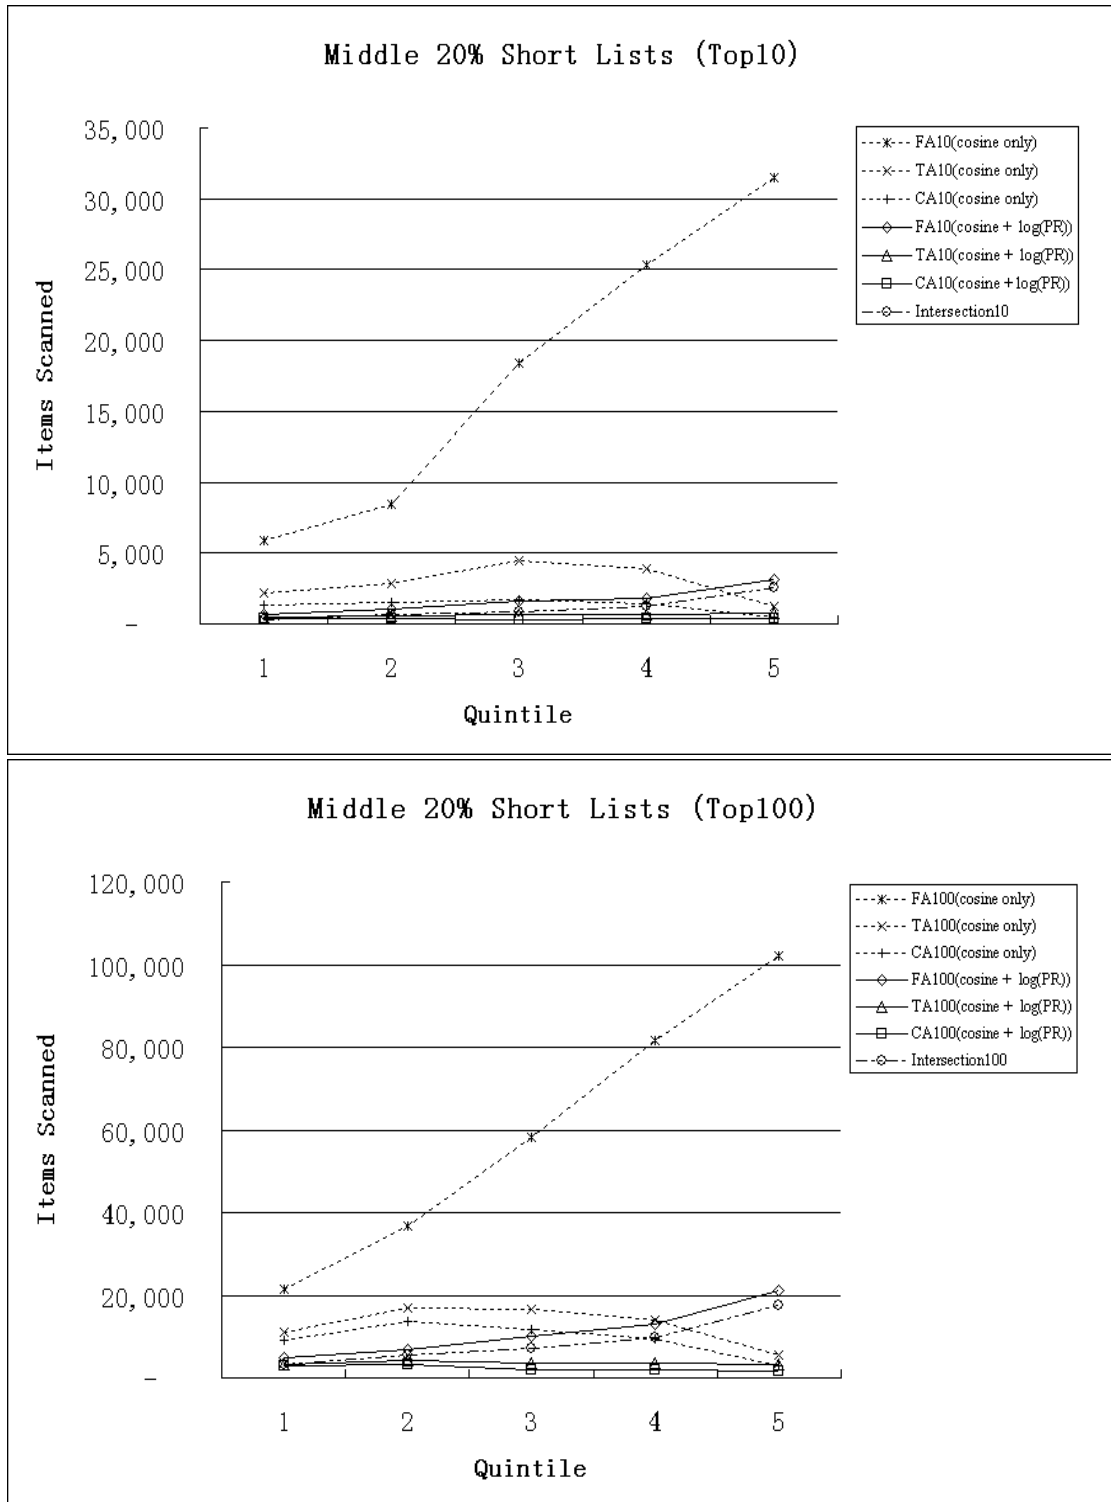 Middle 20% Short Lists (Top10)
35,000
30,000
25,000
20,000
15,000
10,000
5,000
–
Items Scanned
1 2 3 4 5
Quintile
FA10(cosine only)
TA10(cosine only)
CA10(cosine only)
FA10(cosine + log(PR))
TA10(cosine + log(PR))
CA10(cosine +log(PR))
Intersection10
Middle 20% Short Lists (Top100)
120,000
100,000
80,000
60,000
40,000
20,000
–
Items Scanned
1 2 3 4 5
Quintile
FA100(cosine only)
TA100(cosine only)
CA100(cosine only)
FA100(cosine + log(PR))
TA100(cosine + log(PR))
CA100(cosine + log(PR))
Intersection100